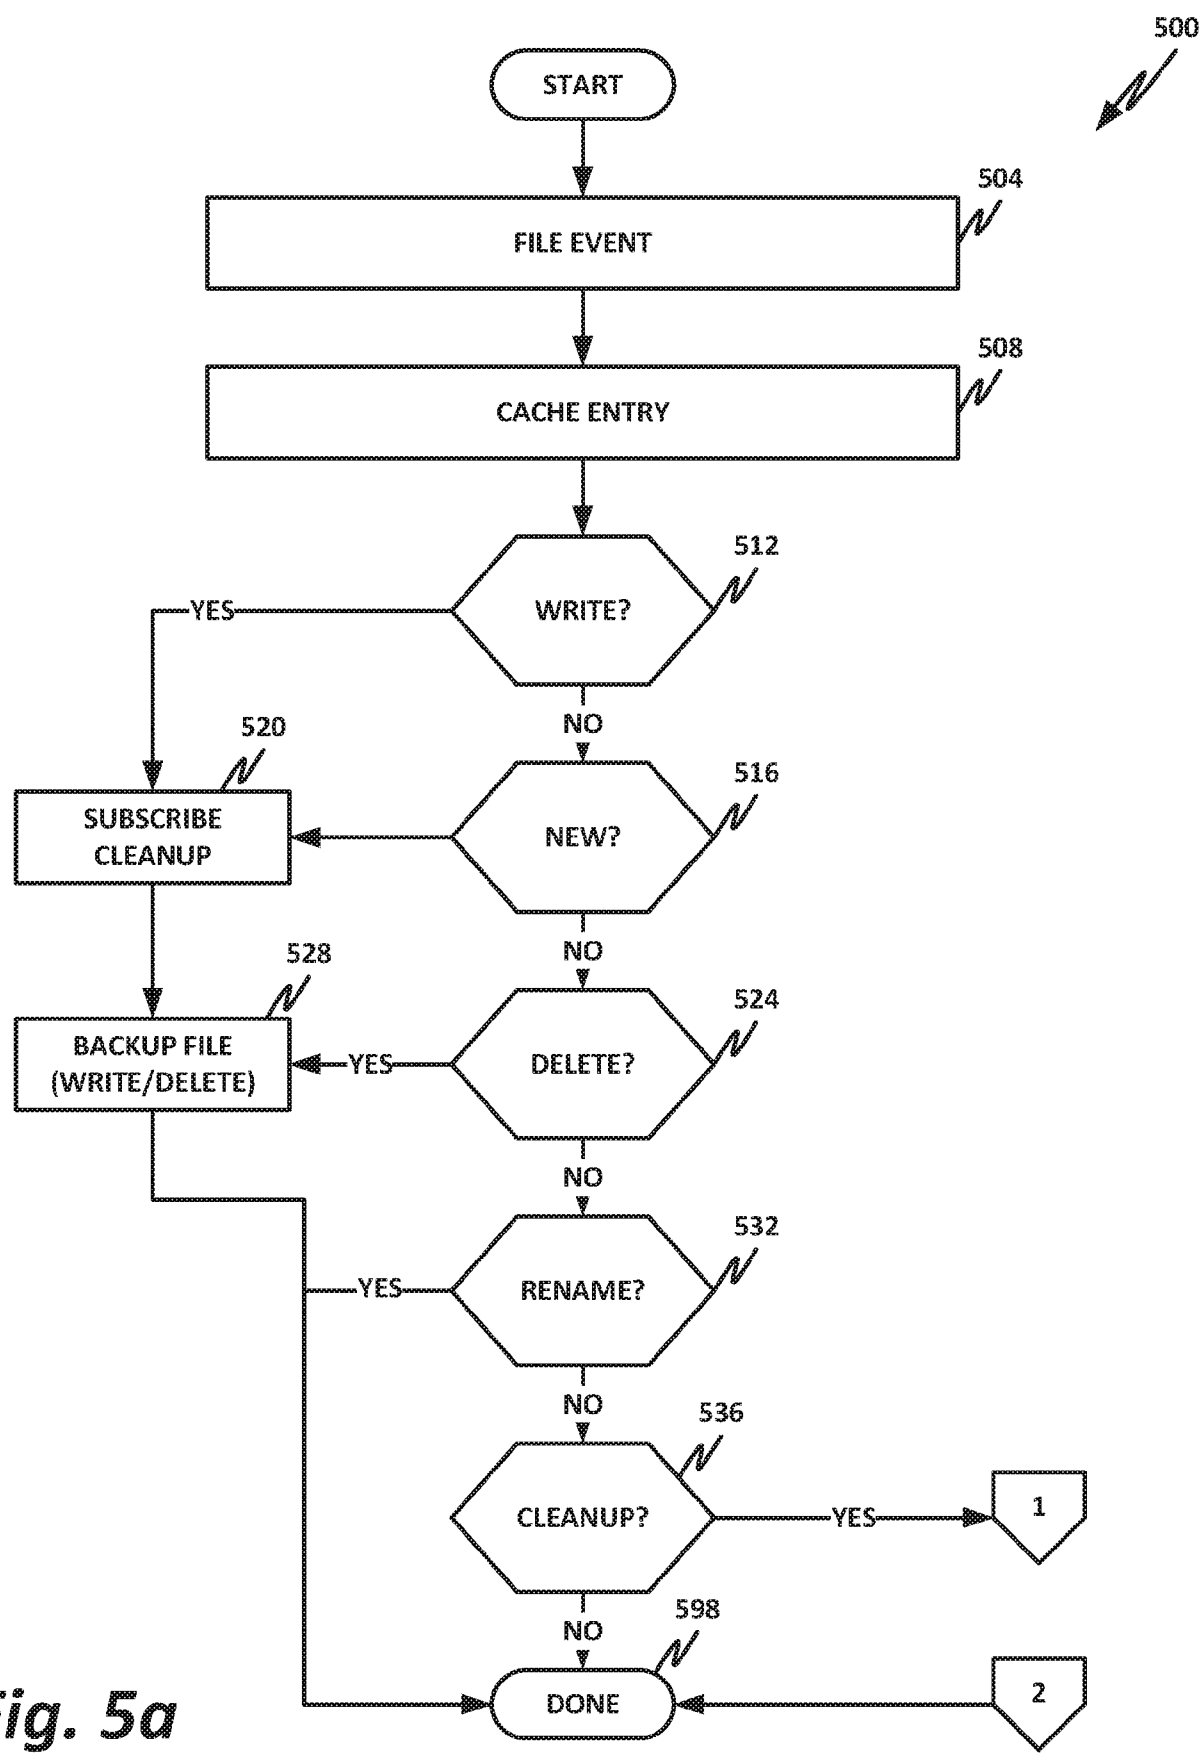 500
START
504
FILE EVENT
508
CACHE ENTRY
512
WRITE?
YES
NO
520
516
SUBSCRIBE
CLEANUP
NEW?
NO
528
524
BACKUP FILE
(WRITE/DELETE)
YES
DELETE?
NO
532
YES
RENAME?
NO
536
CLEANUP?
YES
1
NO
598
DONE
2
ig. 5a